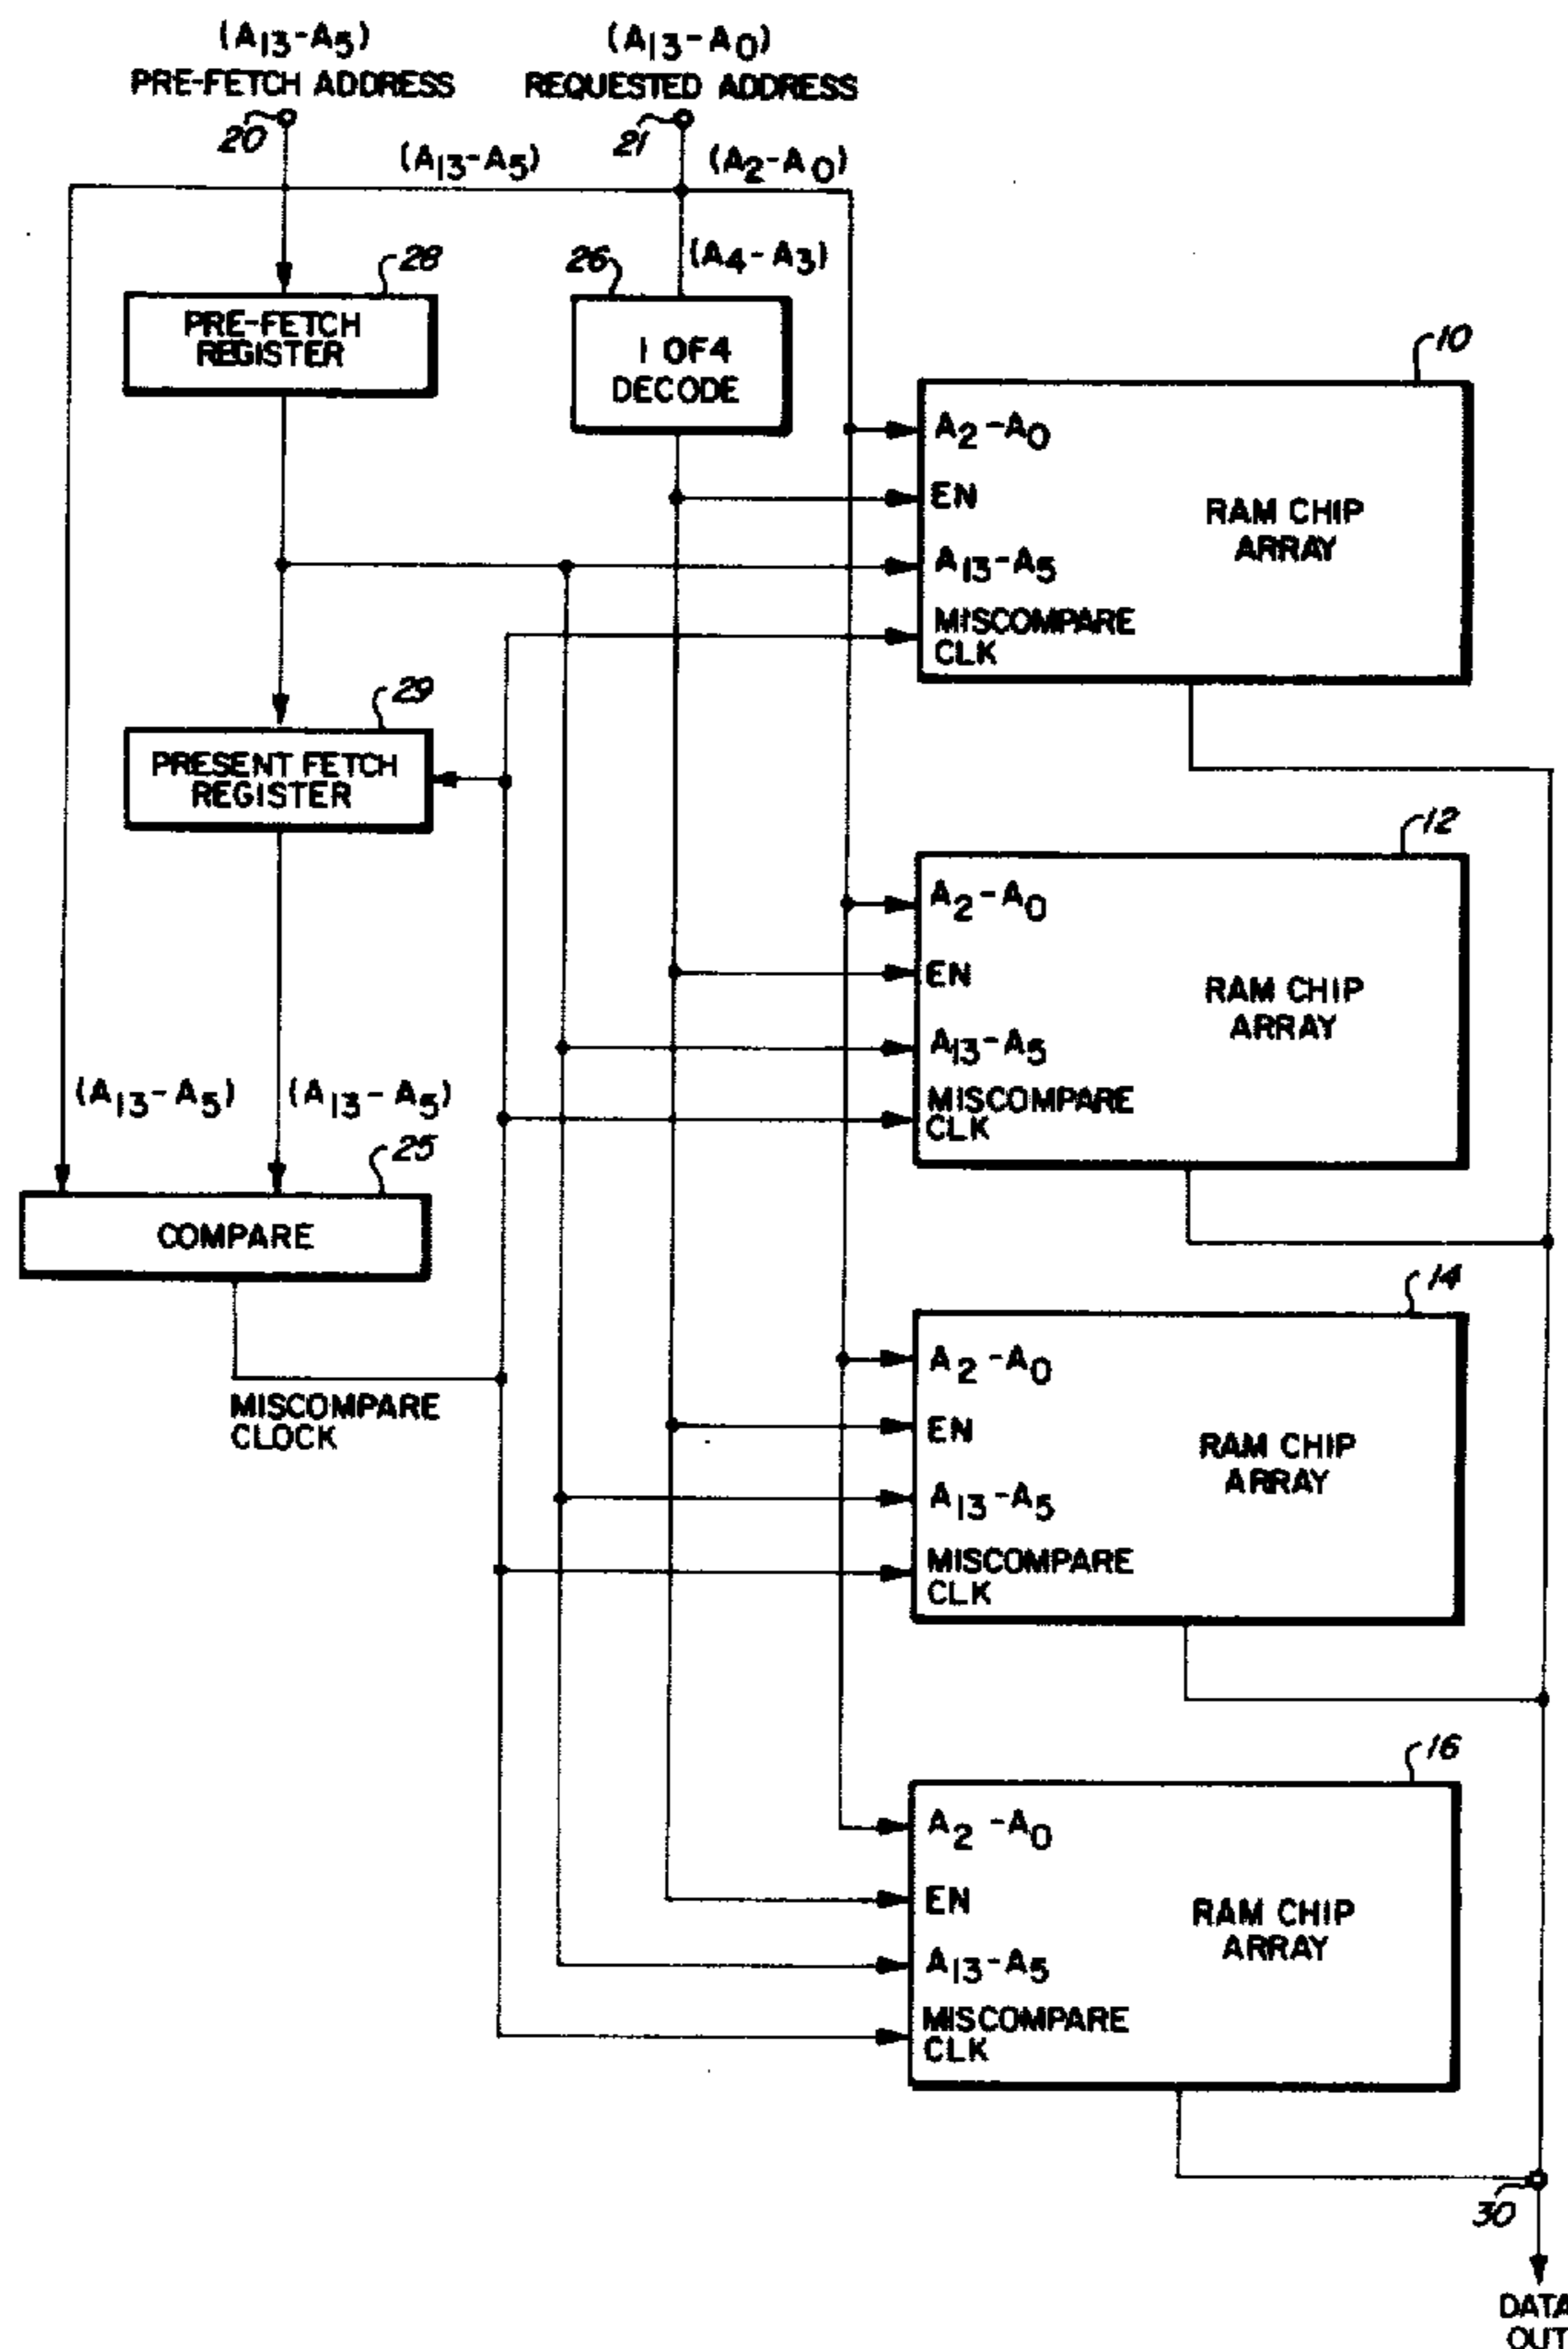 (A13-A5)
PRE-FETCH ADDRESS
20
(A13-A0)
REQUESTED ADDRESS
21
(A13-A5)
(A2-A0)
(A4-A3)
28
PRE-FETCH
REGISTER
26
1 OF4
DECODE
10
A2-A0
EN
A13-A5
MISCOMPARE
CLK
RAM CHIP
ARRAY
29
PRESENT FETCH
REGISTER
12
A2-A0
EN
A13-A5
MISCOMPARE
CLK
RAM CHIP
ARRAY
(A13-A5)
(A13-A5)
25
COMPARE
MISCOMPARE
CLOCK
14
A2-A0
EN
A13-A5
MISCOMPARE
CLK
RAM CHIP
ARRAY
16
A2-A0
EN
A13-A5
MISCOMPARE
CLK
RAM CHIP
ARRAY
30
DATA
OUT